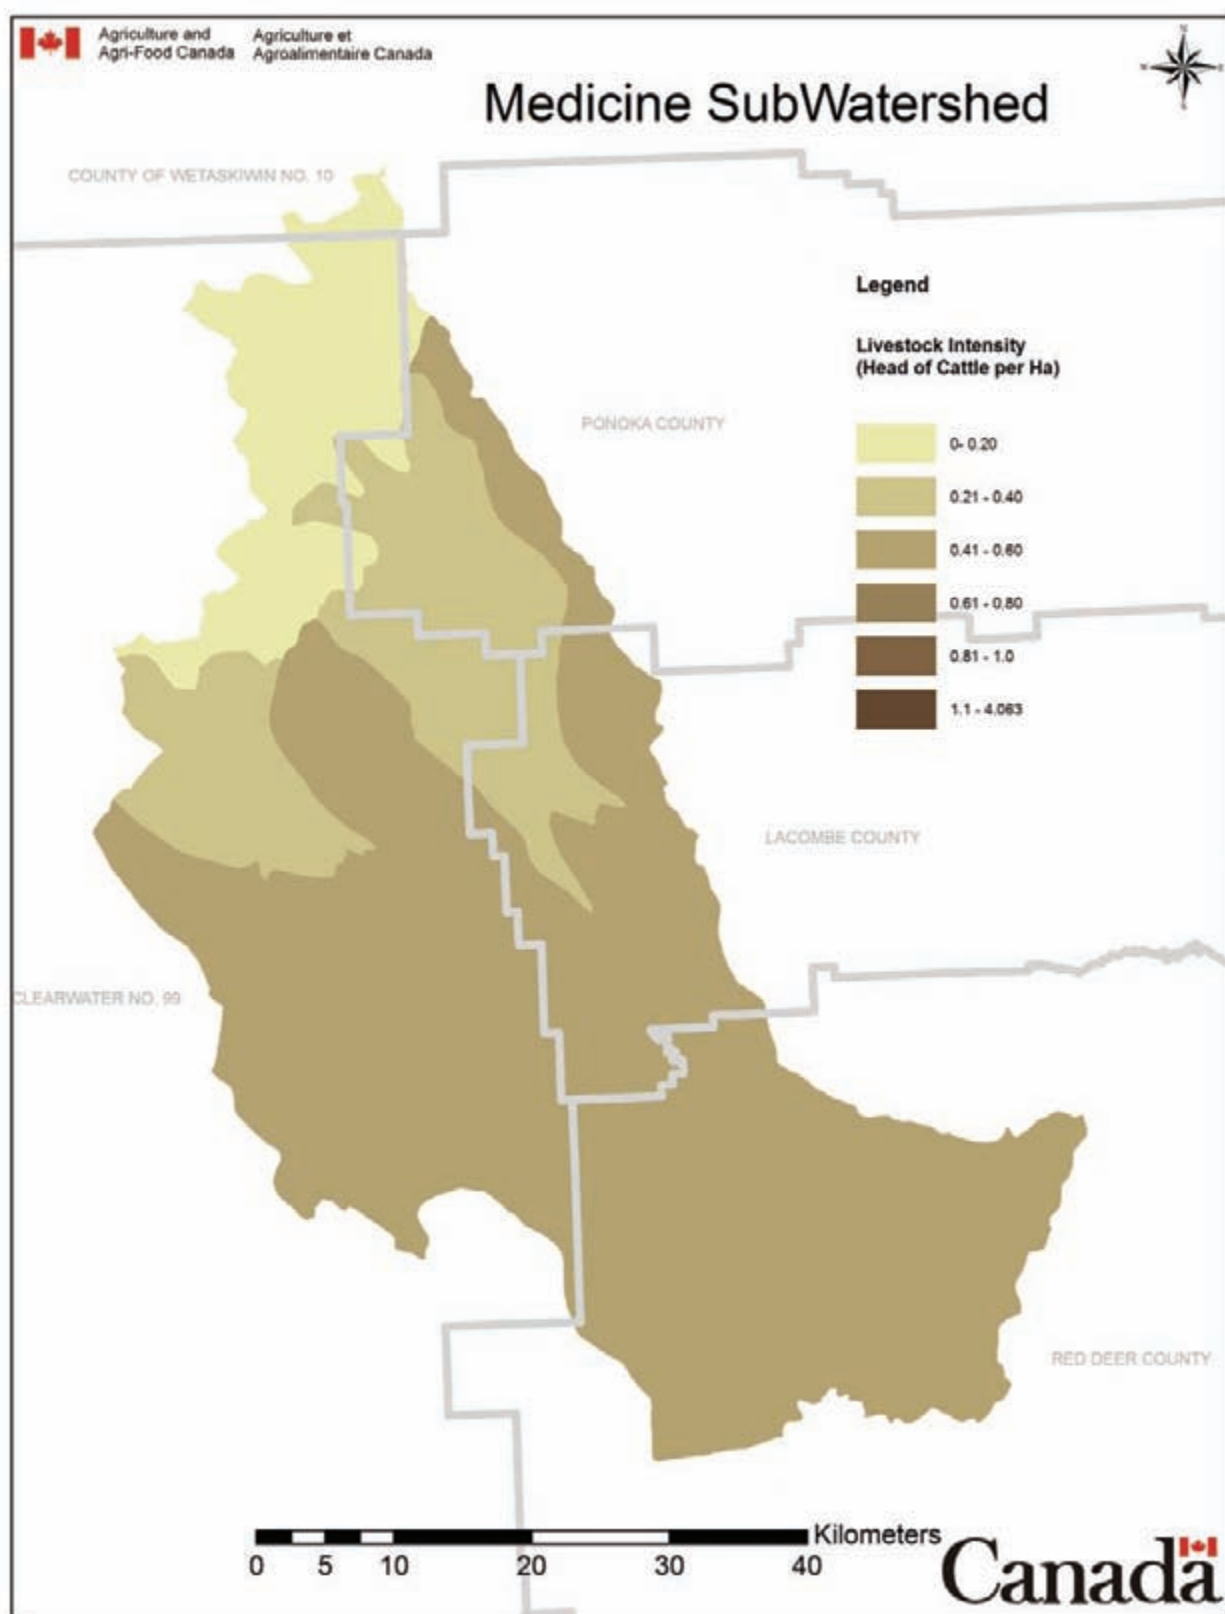 Agriculture and
Agri-Food Canada
Agriculture et
Agroalimentaire Canada
Medicine SubWatershed
COUNTY OF WETASKIWIN NO. 10
Legend
Livestock Intensity
(Head of Cattle per Ha)
PONOKA COUNTY
0- 0.20
0.21 - 0.40
0.41 - 0.60
0.61 - 0.80
0.81 - 1.0
1.1 - 4.063
LACOMBE COUNTY
CLEARWATER NO. 99
RED DEER COUNTY
Kilometers
0 5 10 20 30 40
Canada